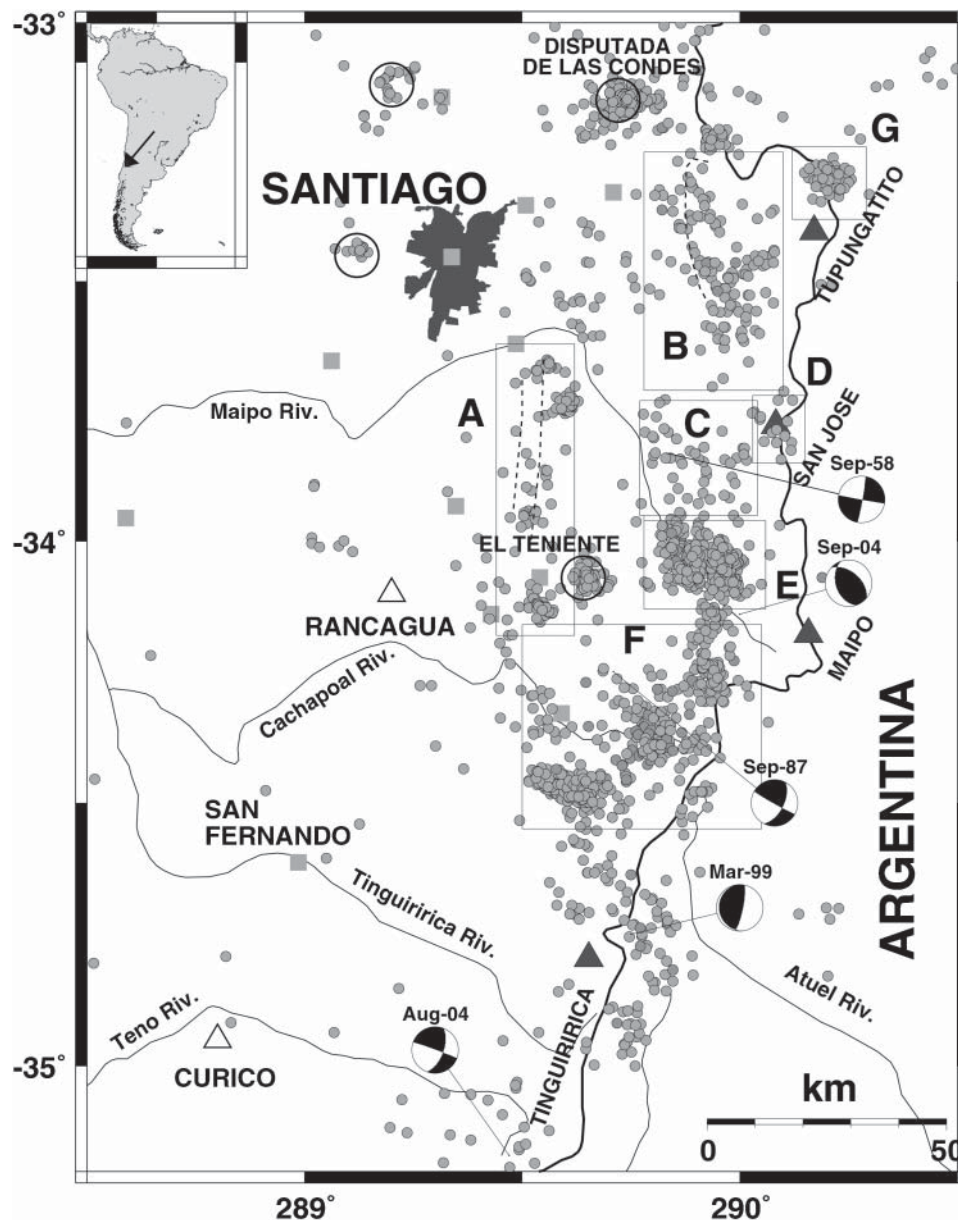 -33°
DISPUTADA
DE LAS CONDES
G
SANTIAGO
TUPUNGATITO
B
D
A
Maipo Riv.
C
SAN JOSE
Sep-58
-34°
EL TENIENTE
Sep-04
E
RANCAGUA
F
MAIPO
Cachapoal Riv.
ARGENTINA
Sep-87
SAN
FERNANDO
Mar-99
Tinguiririca Riv.
Atuel Riv.
Teno Riv.
Aug-04
TINGUIRIRICA
-35°
CURICO
km
0
50
289°
290°